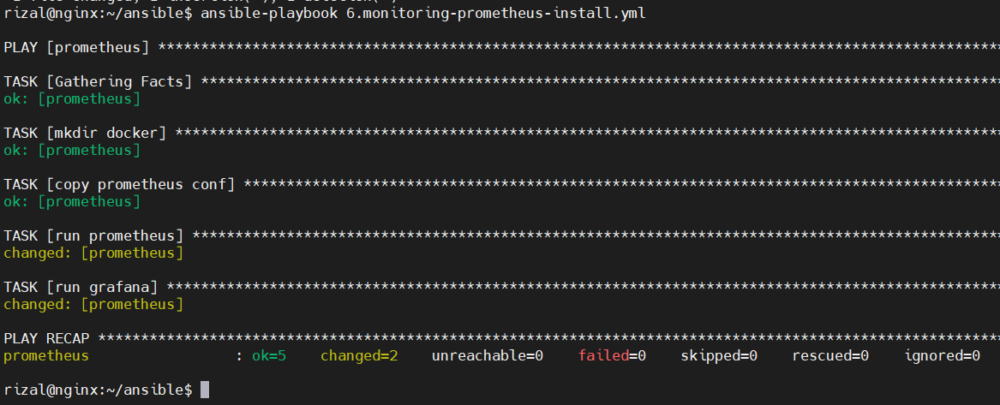 rizal@nginx:~/ansible$ ansible-playbook 6.monitoring-prometheus-install.yml
PLAY [prometheus] **************************************************************************************************
TASK [Gathering Facts] *********************************************************************************************
ok: [prometheus]
TASK [mkdir docker] ************************************************************************************************
ok: [prometheus]
TASK [copy prometheus conf] ****************************************************************************************
ok: [prometheus]
TASK [run prometheus] **********************************************************************************************
changed: [prometheus]
TASK [run grafana] *************************************************************************************************
changed: [prometheus]
PLAY RECAP *********************************************************************************************************
prometheus                 : ok=5    changed=2    unreachable=0    failed=0    skipped=0    rescued=0    ignored=0
rizal@nginx:~/ansible$